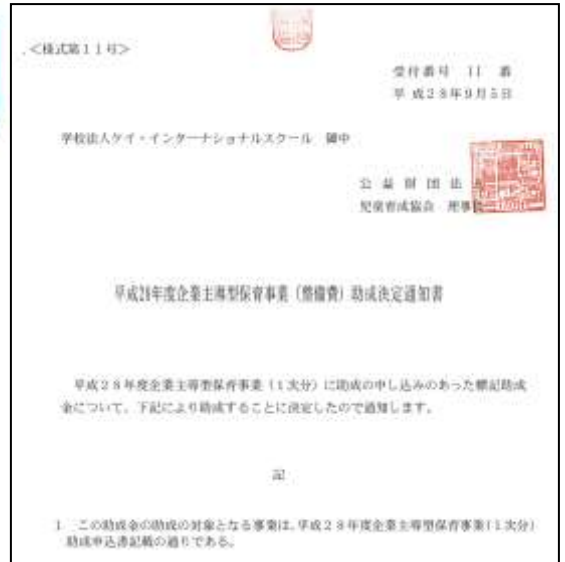 <様式第11号>
受付番号 11 番
平成28年9月5日
学校法人ケイ・インターナショナルスクール 御中
公益財団法
児童育成協会 理事
平成28年度企業主導型保育事業(整備費)助成決定通知書
平成28年度企業主導型保育事業(1次分)に助成の申し込みのあった標記助成
金について、下記により助成することに決定したので通知します。
記
1 この助成金の助成の対象となる事業は、平成28年度企業主導型保育事業(1次分)
助成申込書記載の通りである。